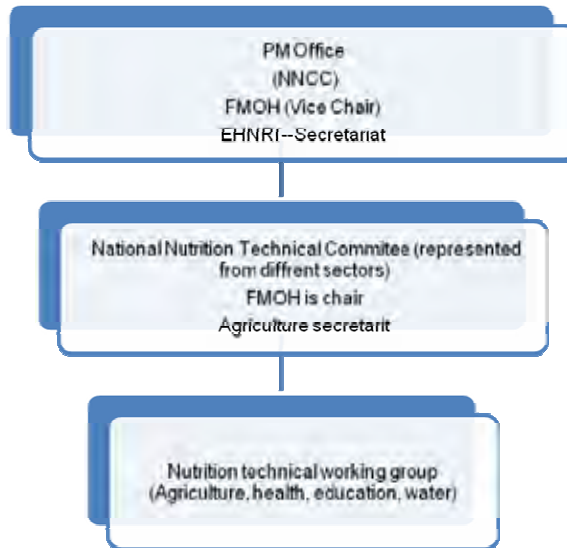 PM Office
(NNCC)
FMOH (Vice Chair)
EHNRI--Secretariat
National Nutrition Technical Commitee (represented
from diffrent sectors)
FMOH is chair
Agriculture secretarit
Nutrition technical working group
(Agriculture, health, education, water)